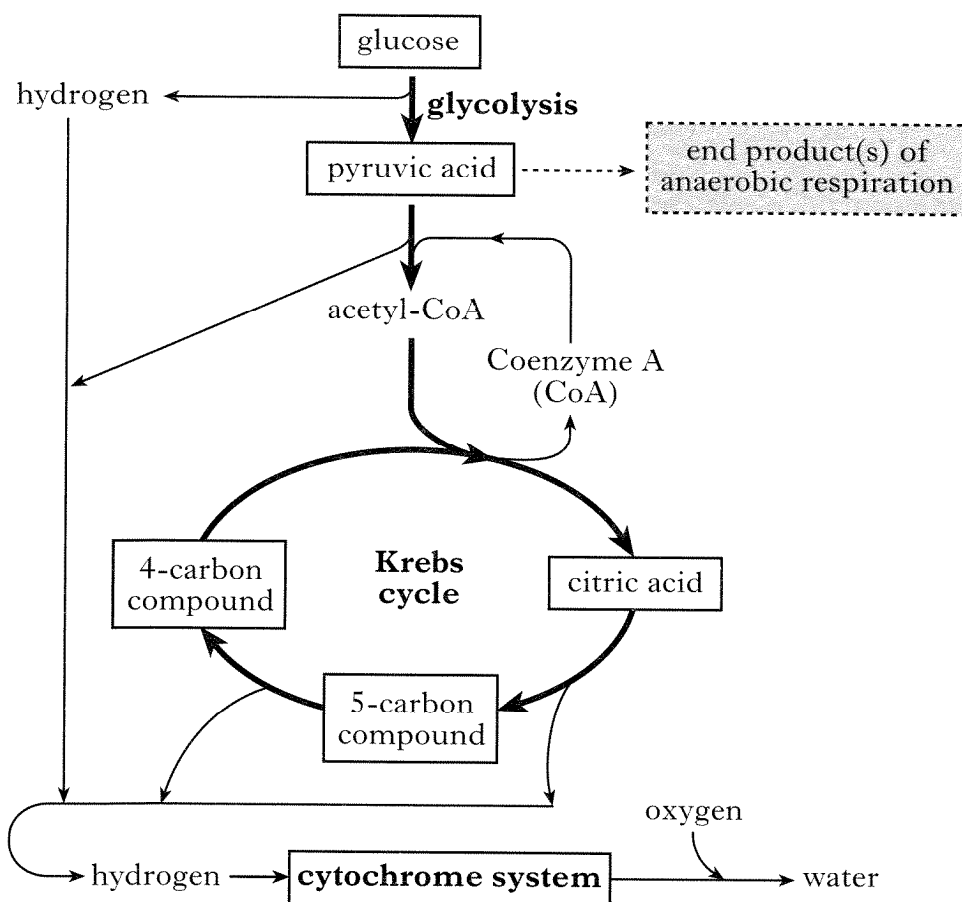 glucose
hydrogen
glycolysis
pyruvic acid
end product(s) of
anaerobic respiration
acetyl-CoA
Coenzyme A
(CoA)
4-carbon
compound
Krebs
cycle
citric acid
5-carbon
compound
oxygen
hydrogen
cytochrome system
water